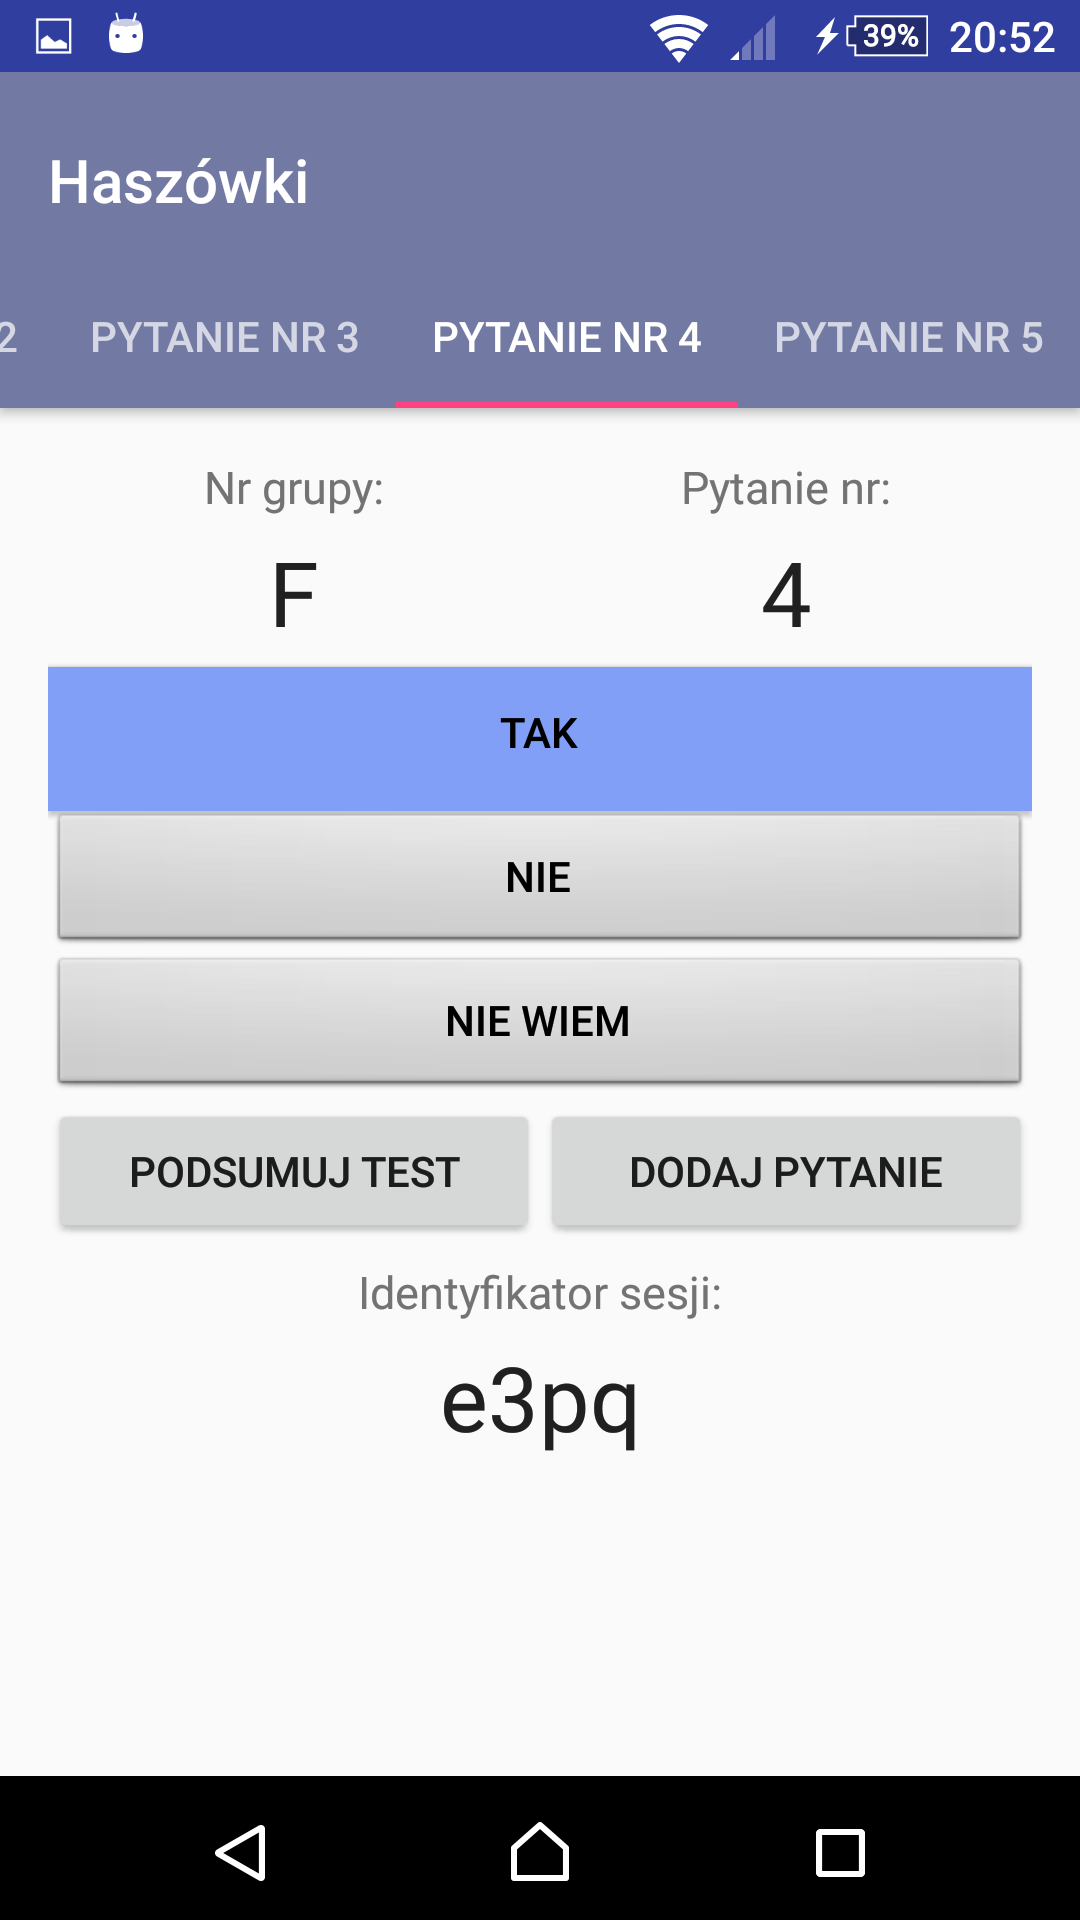 39% 20:52
Haszówki
2 PYTANIE NR 3 PYTANIE NR 4 PYTANIE NR 5
Nr grupy: Pytanie nr:
F 4
TAK
NIE
NIE WIEM
PODSUMUJ TEST DODAJ PYTANIE
Identyfikator sesji:
e3pq